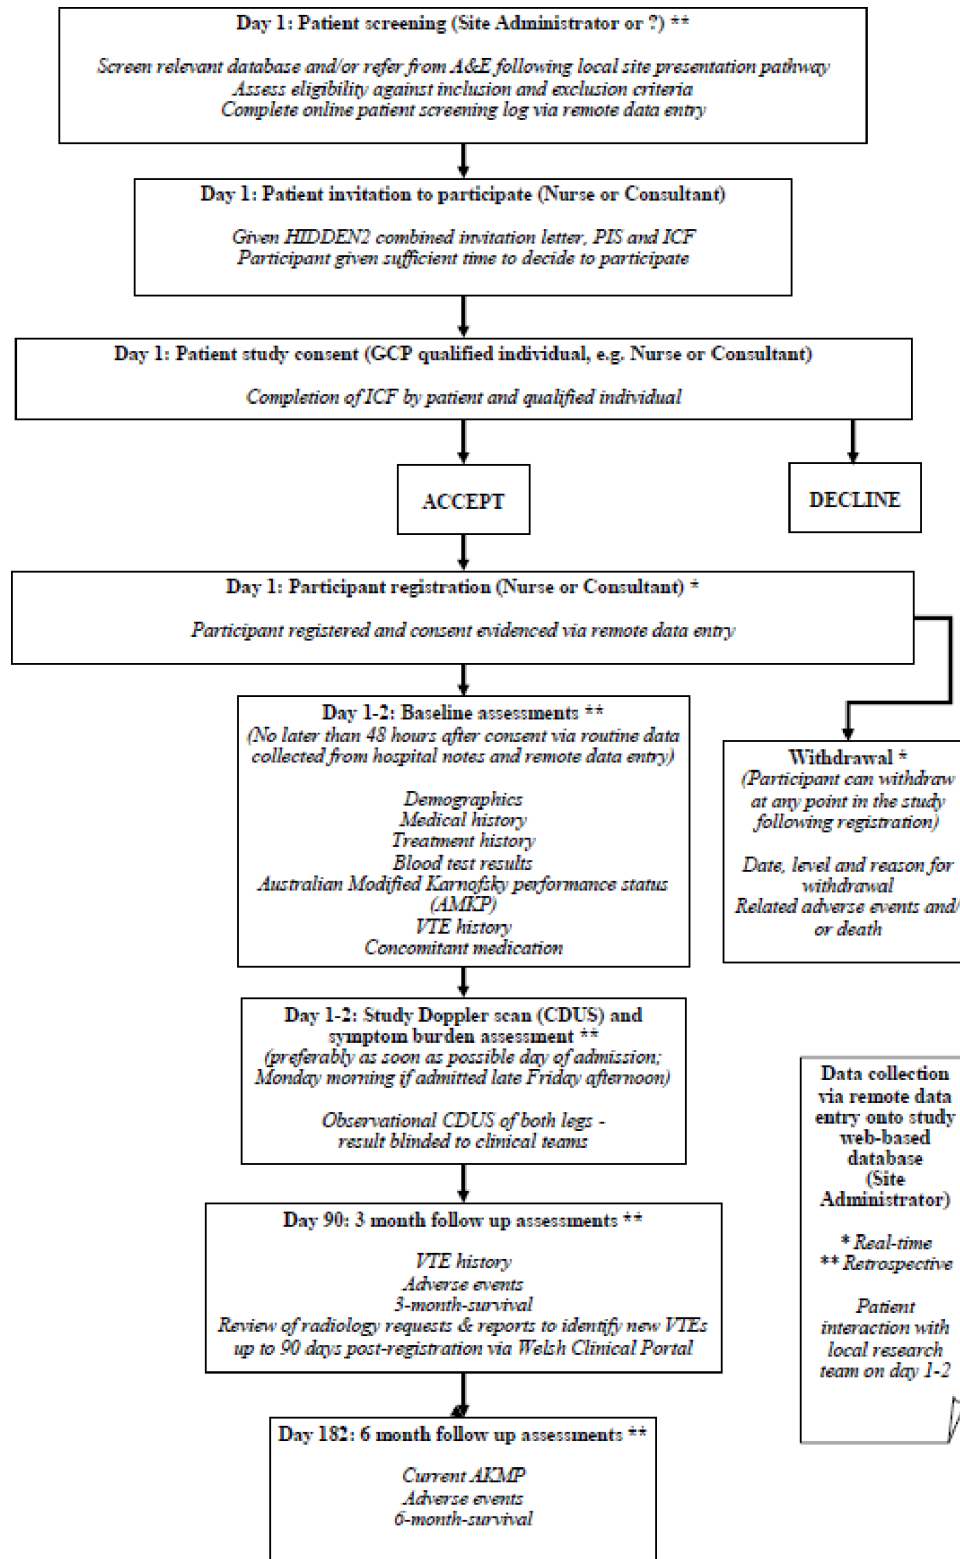 Day 1: Patient screening (Site Administrator or ?) **
Screen relevant database and/or refer from A&E following local site presentation pathway
Assess eligibility against inclusion and exclusion criteria
Complete online patient screening log via remote data entry
Day 1: Patient invitation to participate (Nurse or Consultant)
Given HIDDEN2 combined invitation letter, PIS and ICF
Participant given sufficient time to decide to participate
Day 1: Patient study consent (GCP qualified individual, e.g. Nurse or Consultant)
Completion of ICF by patient and qualified individual
ACCEPT
DECLINE
Day 1: Participant registration (Nurse or Consultant) *
Participant registered and consent evidenced via remote data entry
Day 1-2: Baseline assessments **
(No later than 48 hours after consent via routine data
collected from hospital notes and remote data entry)
Demographics
Medical history
Treatment history
Blood test results
Australian Modified Karnofsky performance status
(AMKP)
VTE history
Concomitant medication
Withdrawal *
(Participant can withdraw
at any point in the study
following registration)
Date, level and reason for
withdrawal
Related adverse events and/
or death
Day 1-2: Study Doppler scan (CDUS) and
symptom burden assessment **
(preferably as soon as possible day of admission;
Monday morning if admitted late Friday afternoon)
Observational CDUS of both legs -
result blinded to clinical teams
Day 90: 3 month follow up assessments **
VTE history
Adverse events
3-month-survival
Review of radiology requests & reports to identify new VTEs
up to 90 days post-registration via Welsh Clinical Portal
Day 182: 6 month follow up assessments **
Current AKMP
Adverse events
6-month-survival
Data collection
via remote data
entry onto study
web-based
database
(Site
Administrator)
* Real-time
** Retrospective
Patient
interaction with
local research
team on day 1-2